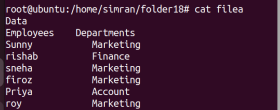 root@ubuntu:/home/simran/folder18# cat filea
Data
Employees    Departments
Sunny        Marketing
rishab       Finance
sneha        Marketing
firoz        Marketing
Priya        Account
roy          Marketing